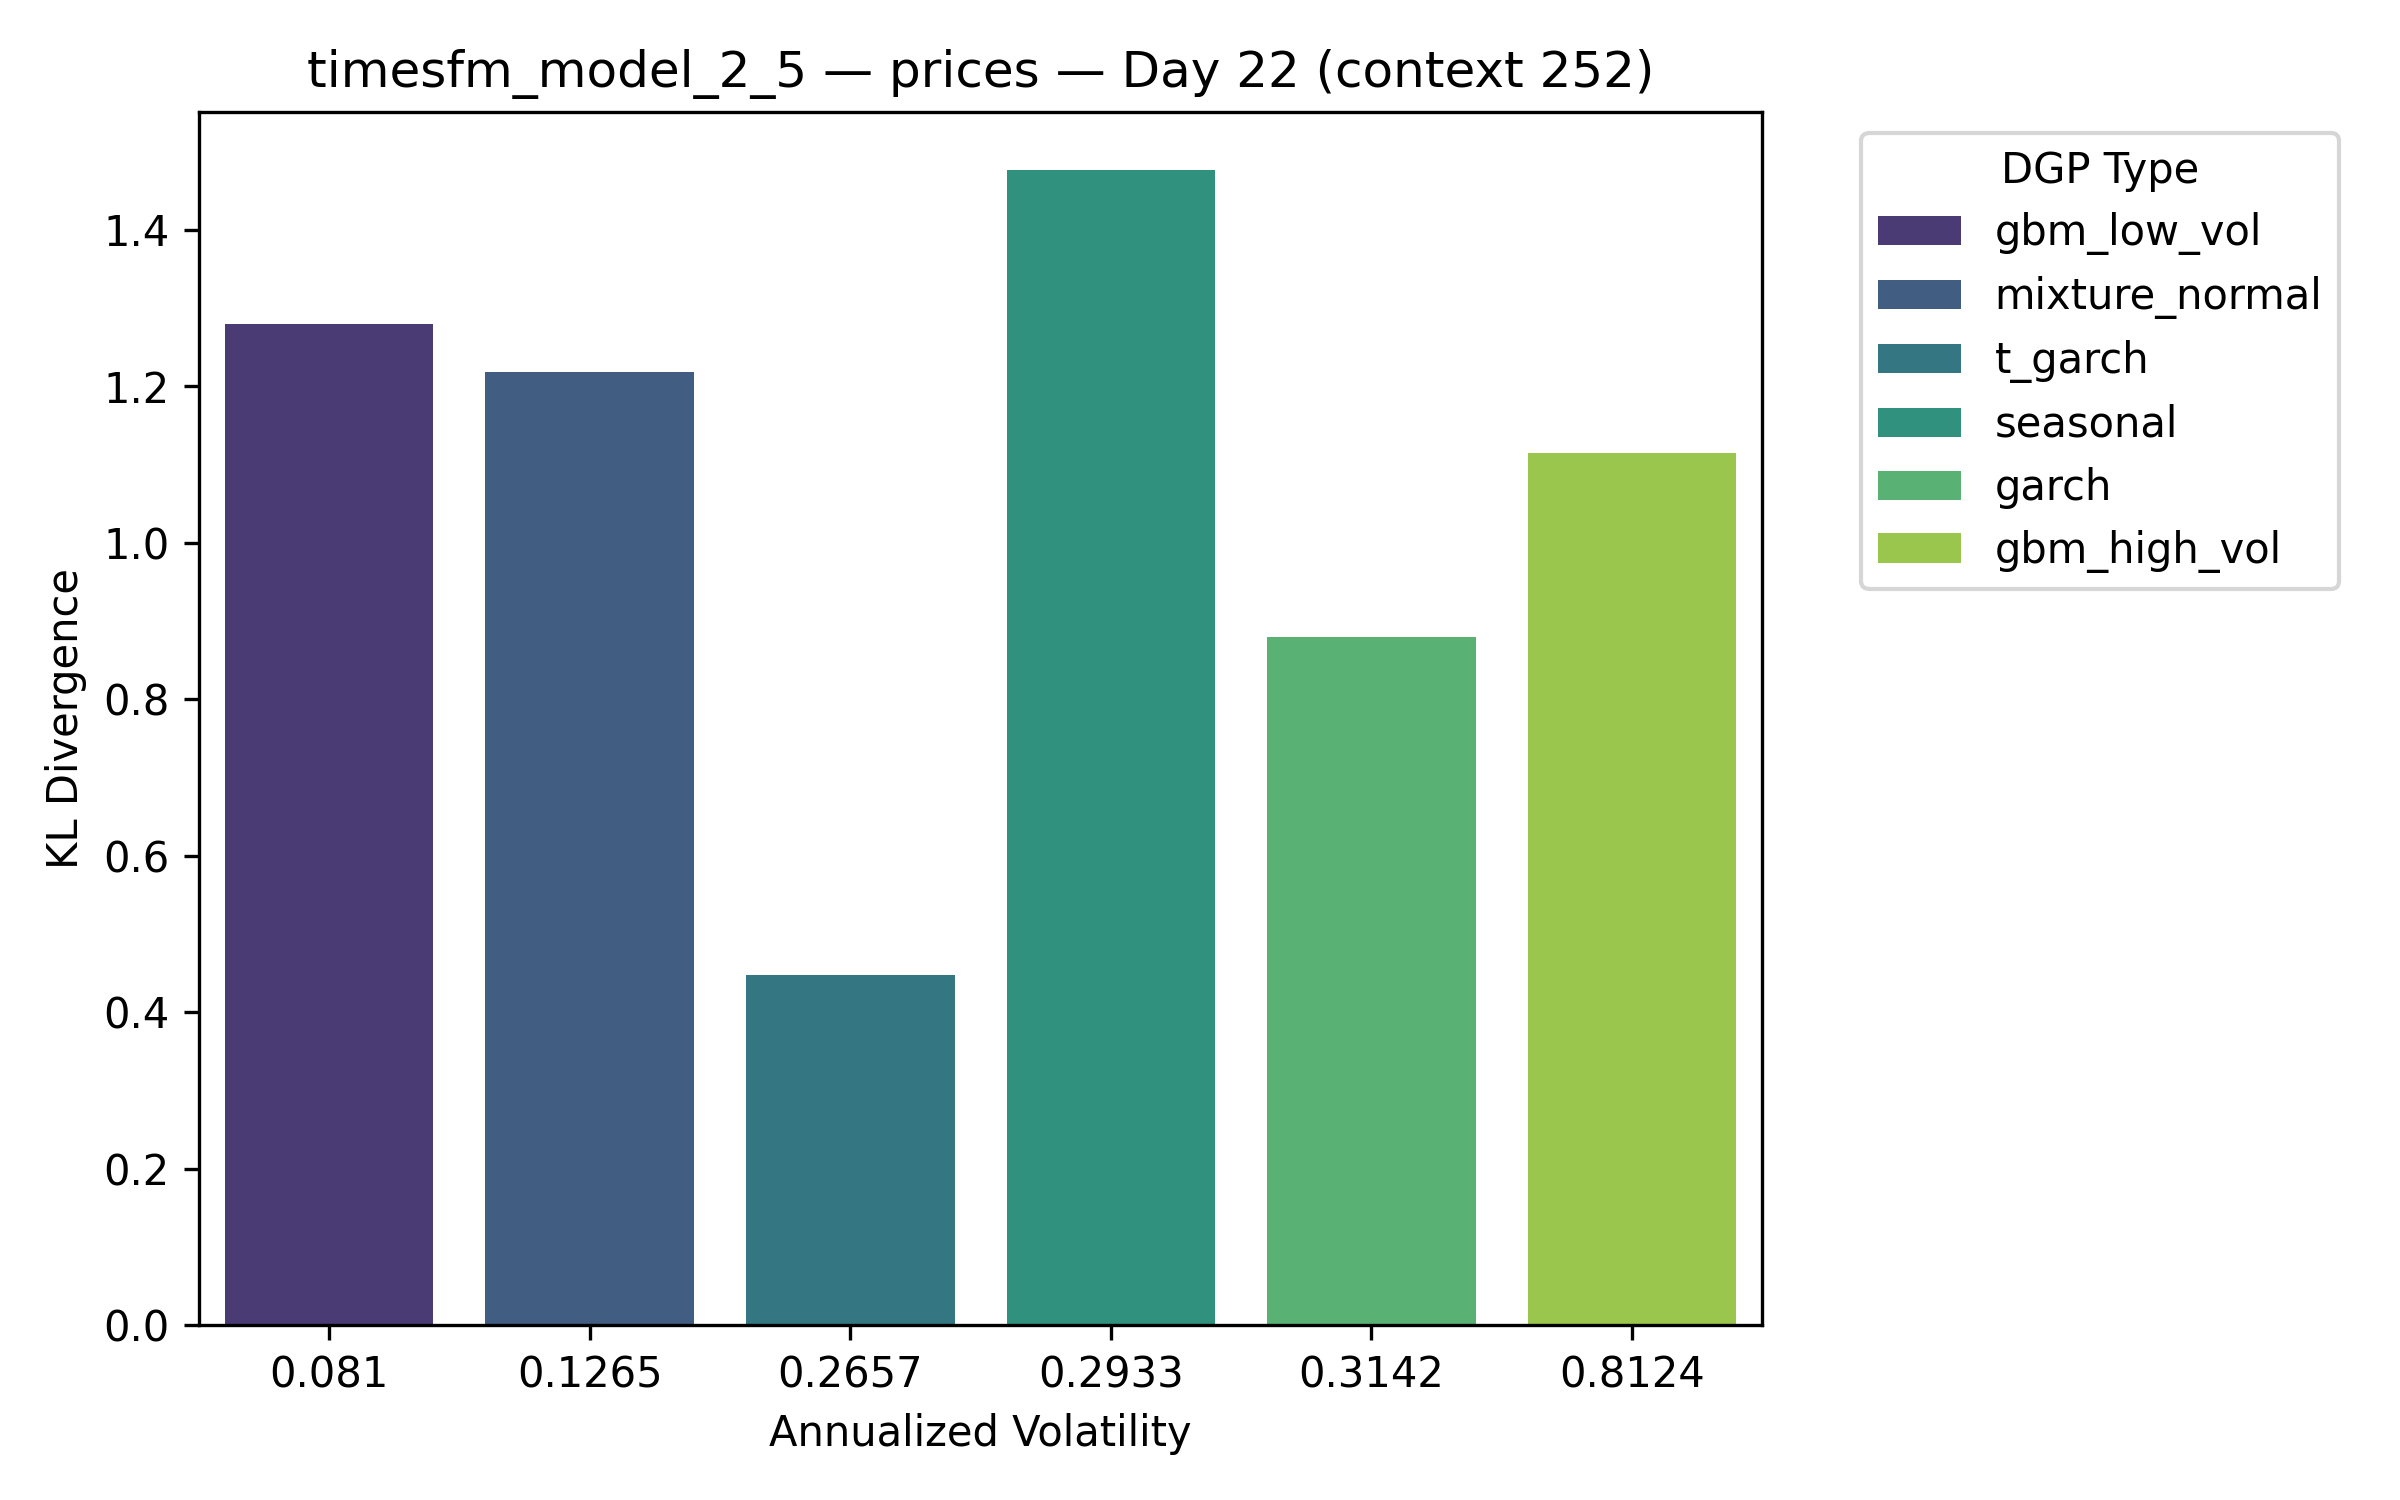 timesfm_model_2_5 — prices — Day 22 (context 252)
KL Divergence
1.4
1.2
1.0
0.8
0.6
0.4
0.2
0.0
0.081 0.1265 0.2657 0.2933 0.3142 0.8124
Annualized Volatility
DGP Type
gbm_low_vol
mixture_normal
t_garch
seasonal
garch
gbm_high_vol